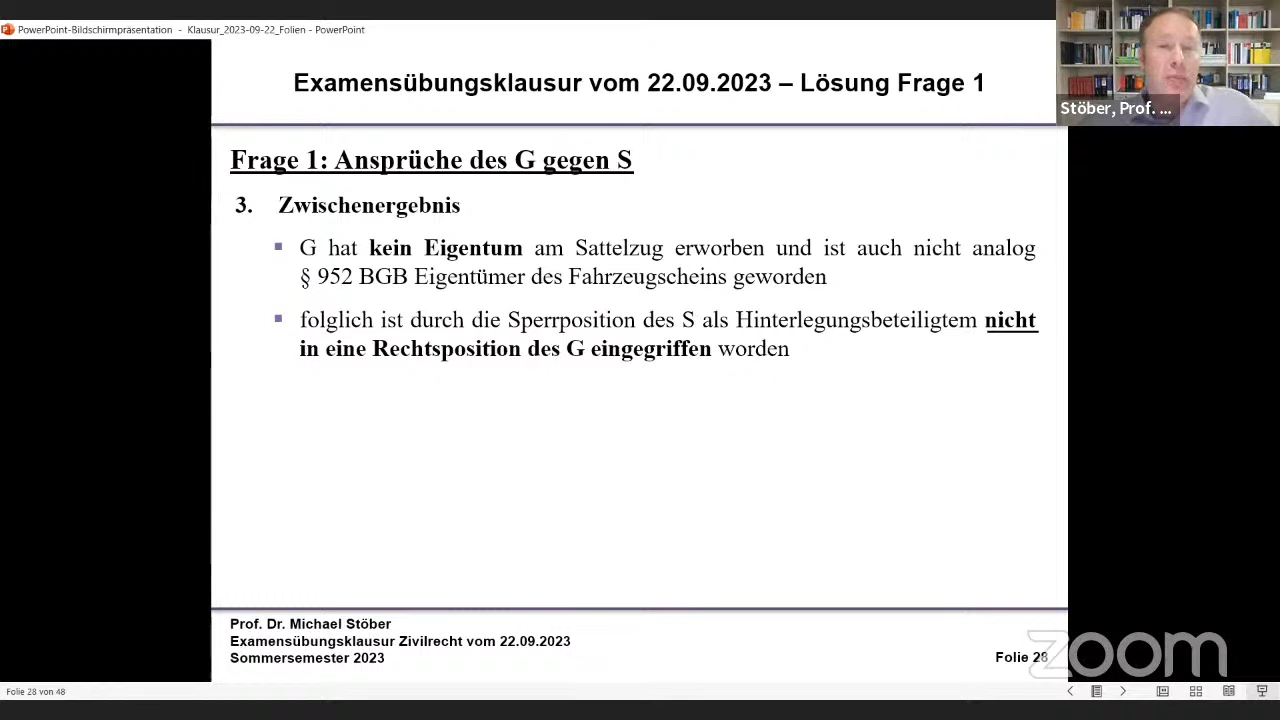 PowerPoint-Bildschirmpräsentation - Klausur_2023-09-22_Folien - PowerPoint
Stöber, Prof. ...
Examensübungsklausur vom 22.09.2023 – Lösung Frage 1
Frage 1: Ansprüche des G gegen S
3. Zwischenergebnis
▪ G hat kein Eigentum am Sattelzug erworben und ist auch nicht analog
§ 952 BGB Eigentümer des Fahrzeugscheins geworden
▪ folglich ist durch die Sperrposition des S als Hinterlegungsbeteiligtem nicht
in eine Rechtsposition des G eingegriffen worden
Prof. Dr. Michael Stöber
Examensübungsklausur Zivilrecht vom 22.09.2023
Sommersemester 2023
Folie 28
zoom
Folie 28 von 48